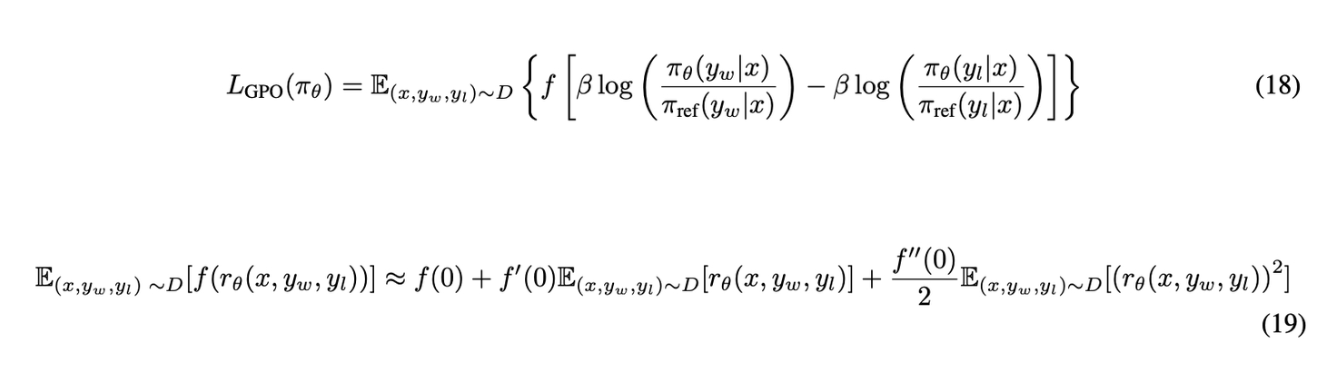 L_GPO(π_θ) = 𝔼_{(x,y_w,y_l)∼D} { f [ β log ( π_θ(y_w|x) / π_ref(y_w|x) ) − β log ( π_θ(y_l|x) / π_ref(y_l|x) ) ] } (18)
𝔼_{(x,y_w,y_l) ∼D}[f(r_θ(x, y_w, y_l))] ≈ f(0) + f′(0)𝔼_{(x,y_w,y_l)∼D}[r_θ(x, y_w, y_l)] + f″(0)/2 𝔼_{(x,y_w,y_l)∼D}[(r_θ(x, y_w, y_l))²]
(19)